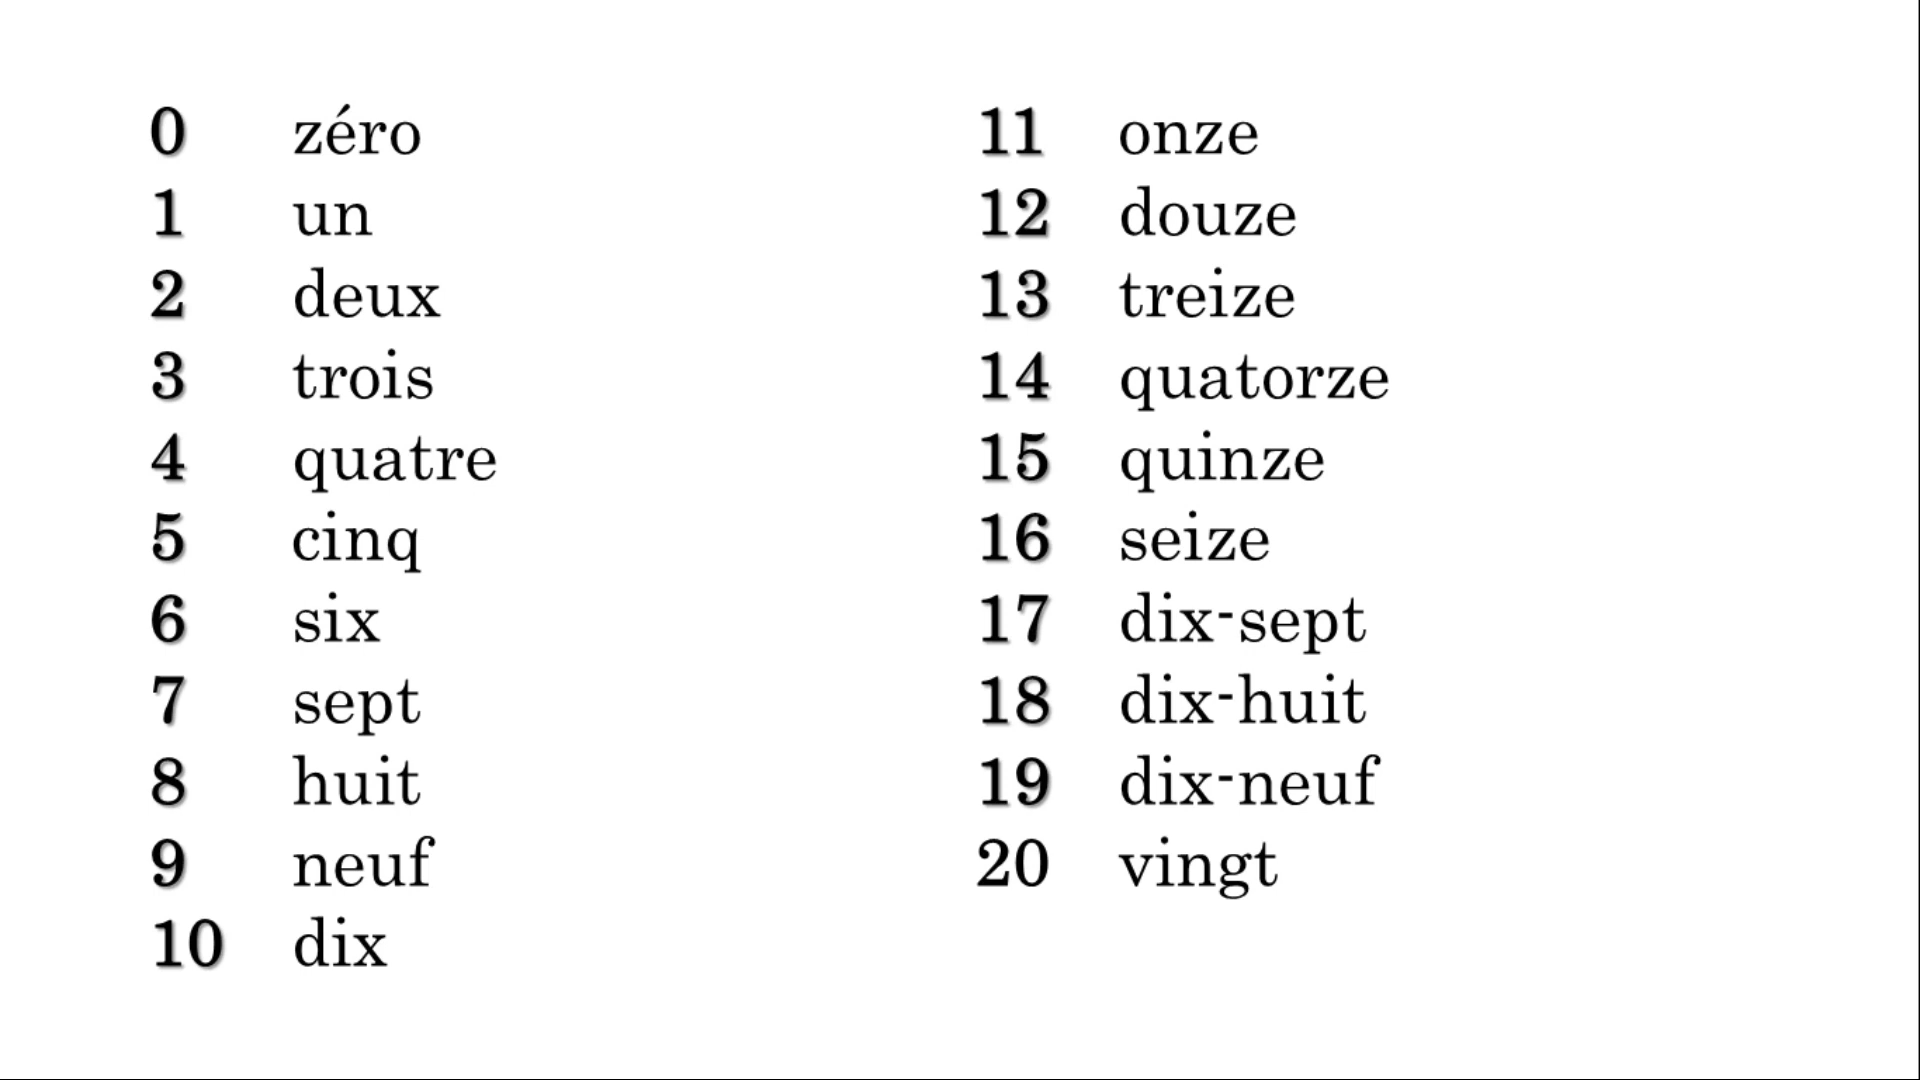 0 zéro
1 un
2 deux
3 trois
4 quatre
5 cinq
6 six
7 sept
8 huit
9 neuf
10 dix
11 onze
12 douze
13 treize
14 quatorze
15 quinze
16 seize
17 dix-sept
18 dix-huit
19 dix-neuf
20 vingt